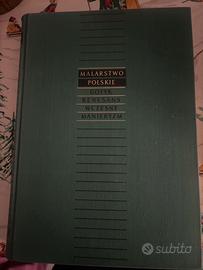 MALARSTWO
POLSKIE
GOTYK
RENESANS
WCZESNY
MANIERYZM
subito